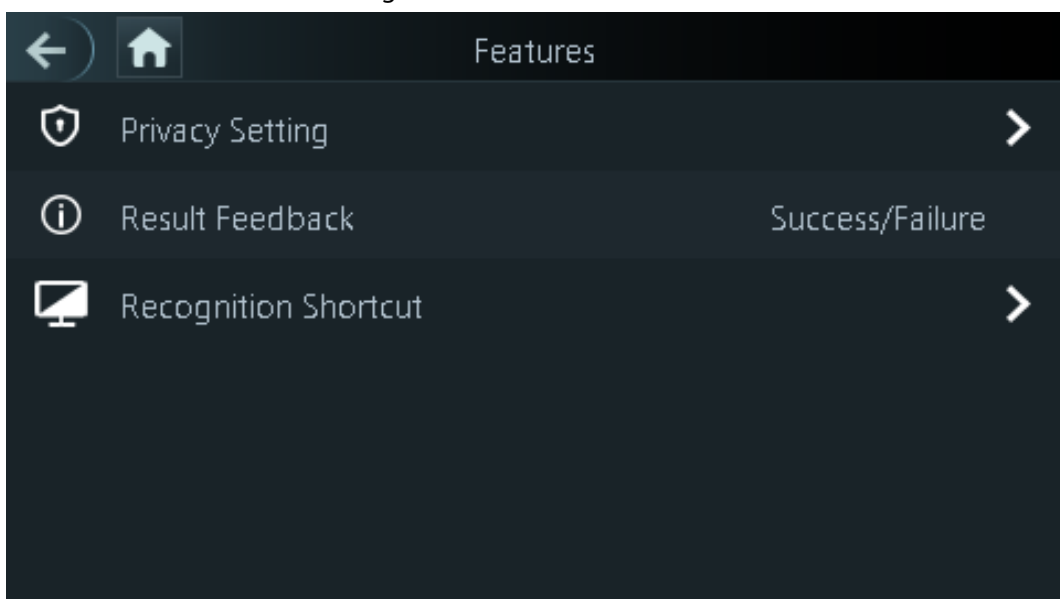 Features
Privacy Setting
Result Feedback Success/Failure
Recognition Shortcut